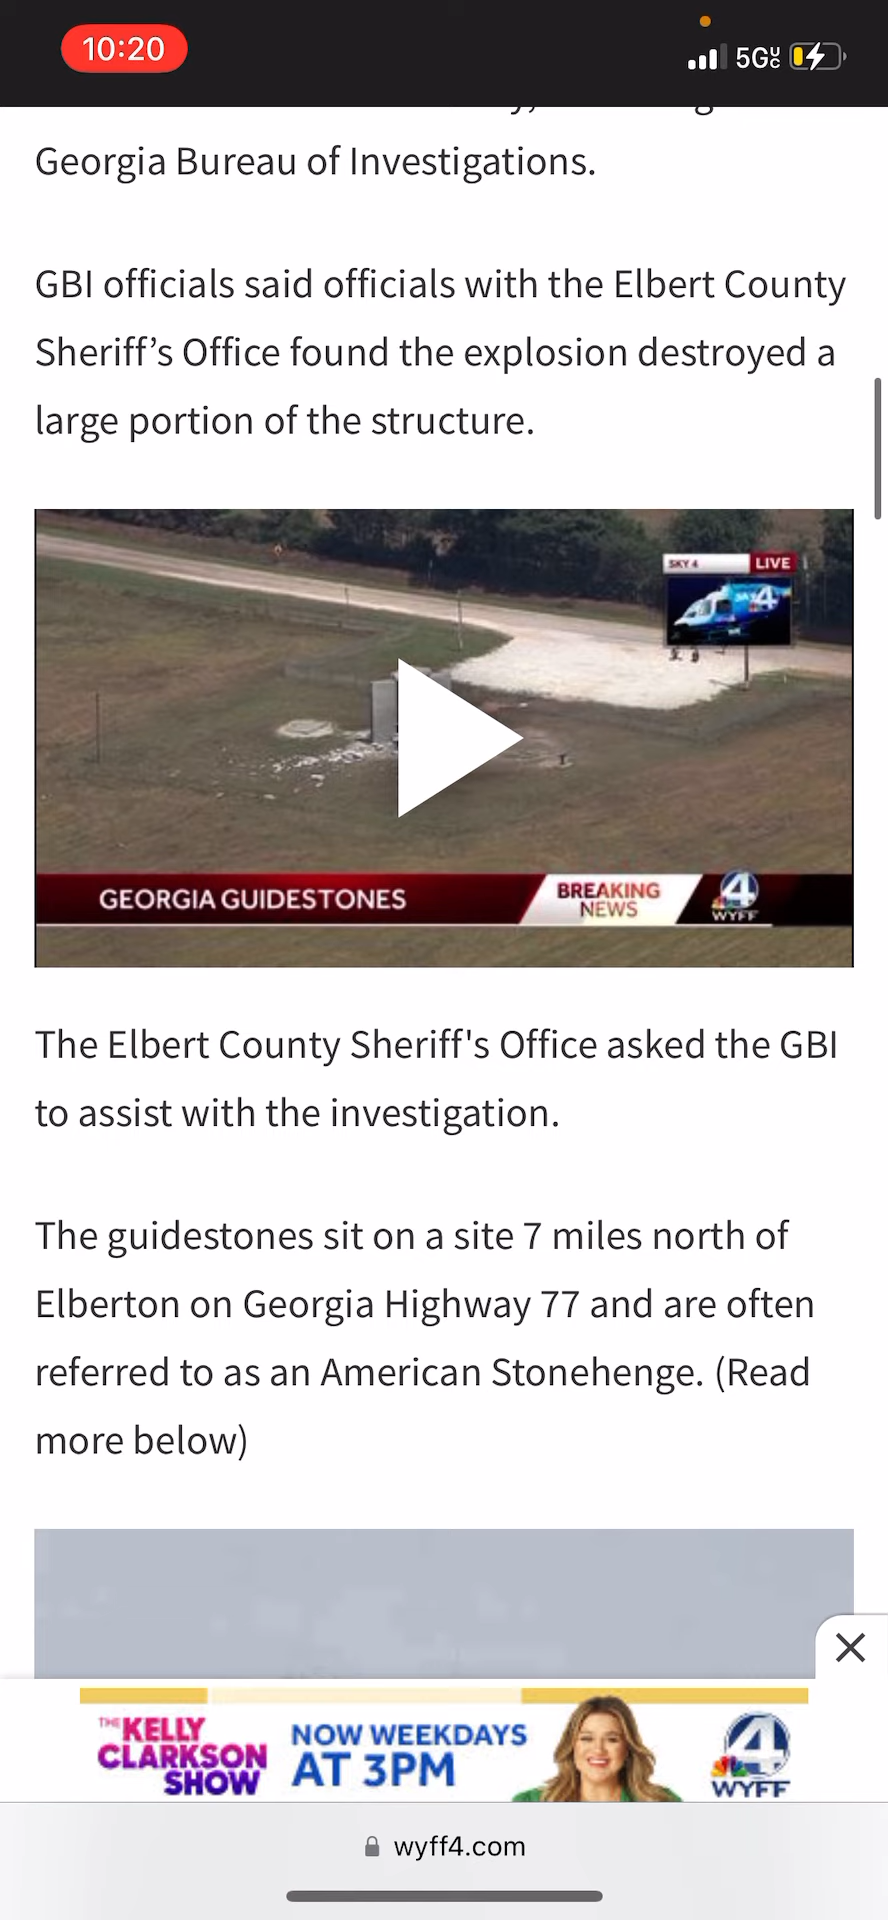 10:20
5GUC
Georgia Bureau of Investigations.
GBI officials said officials with the Elbert County
Sheriff’s Office found the explosion destroyed a
large portion of the structure.
SKY 4
LIVE
SKY4
GEORGIA GUIDESTONES
BREAKING
NEWS
4
WYFF
The Elbert County Sheriff's Office asked the GBI
to assist with the investigation.
The guidestones sit on a site 7 miles north of
Elberton on Georgia Highway 77 and are often
referred to as an American Stonehenge. (Read
more below)
THE KELLY
CLARKSON
SHOW
NOW WEEKDAYS
AT 3PM
4
WYFF
wyff4.com